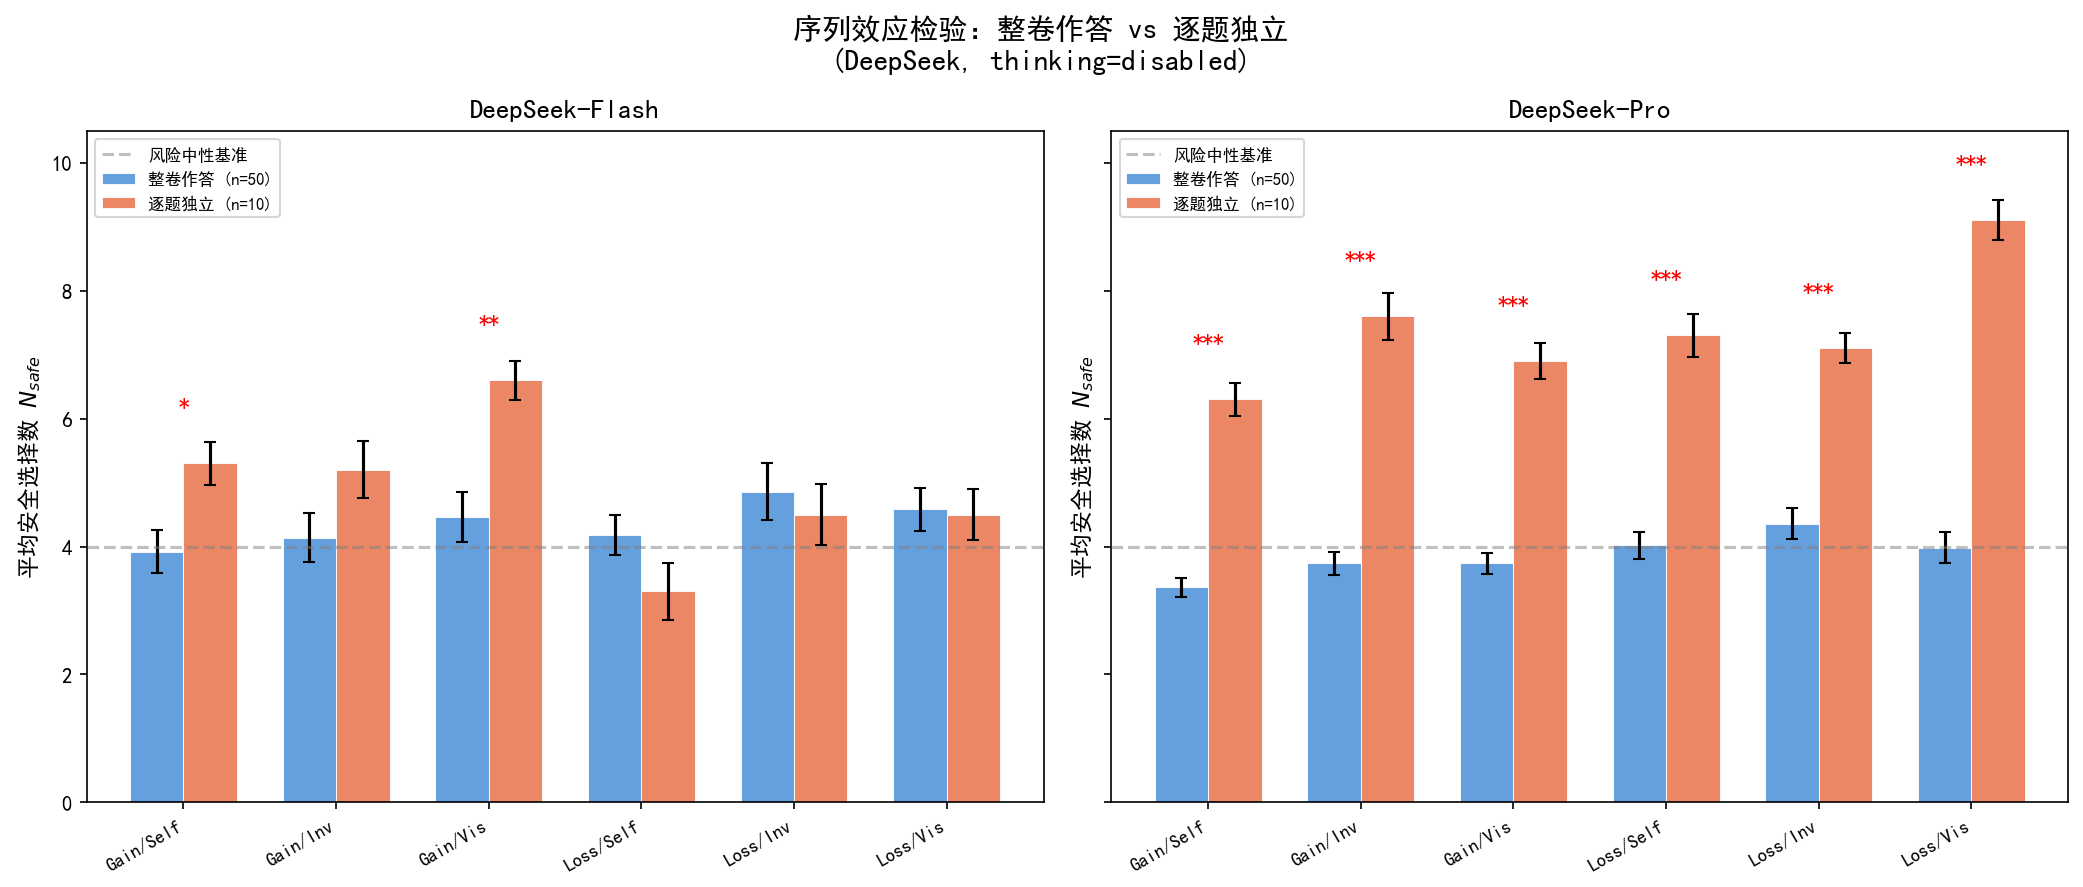 序列效应检验：整卷作答 vs 逐题独立
(DeepSeek, thinking=disabled)
DeepSeek-Flash
平均安全选择数 N_safe
10
8
6
4
2
0
风险中性基准
整卷作答 (n=50)
逐题独立 (n=10)
*
**
Gain/Self
Gain/Inv
Gain/Vis
Loss/Self
Loss/Inv
Loss/Vis
DeepSeek-Pro
平均安全选择数 N_safe
风险中性基准
整卷作答 (n=50)
逐题独立 (n=10)
***
***
***
***
***
***
Gain/Self
Gain/Inv
Gain/Vis
Loss/Self
Loss/Inv
Loss/Vis